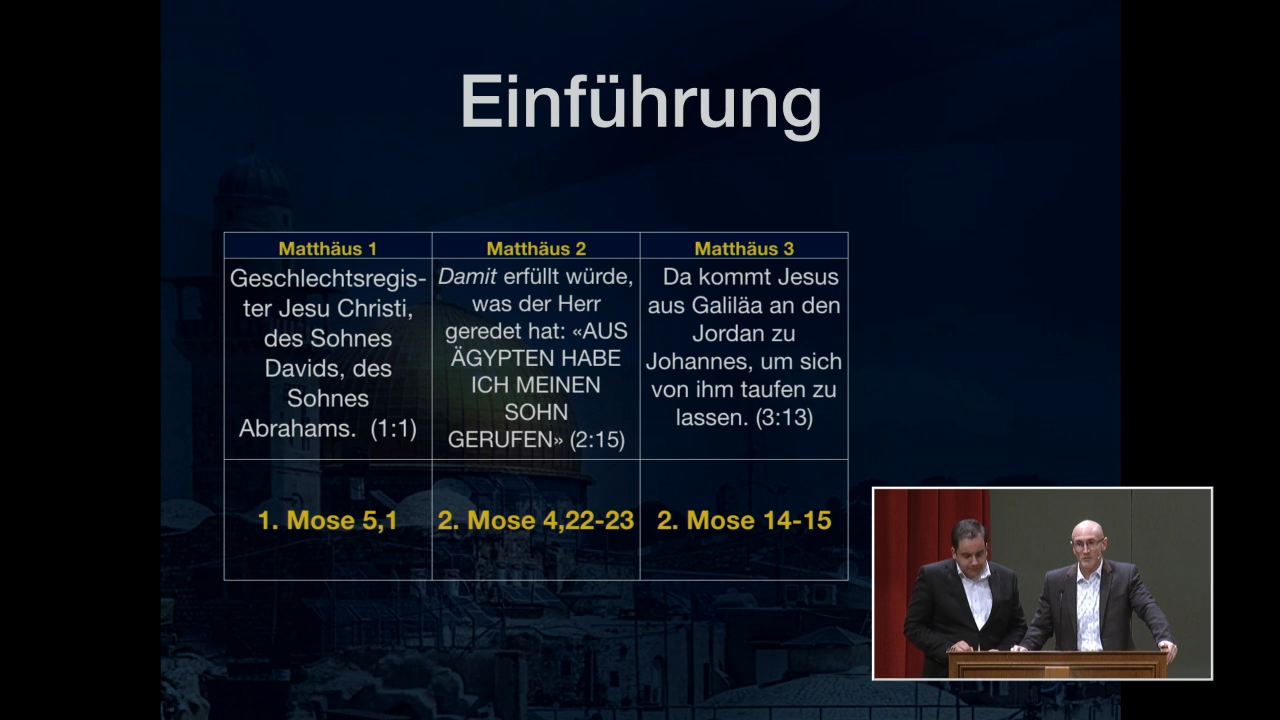 Einführung
Matthäus 1
Geschlechtsregis-
ter Jesu Christi,
des Sohnes
Davids, des
Sohnes
Abrahams. (1:1)
1. Mose 5,1
Matthäus 2
Damit erfüllt würde,
was der Herr
geredet hat: «AUS
ÄGYPTEN HABE
ICH MEINEN
SOHN
GERUFEN» (2:15)
2. Mose 4,22-23
Matthäus 3
Da kommt Jesus
aus Galiläa an den
Jordan zu
Johannes, um sich
von ihm taufen zu
lassen. (3:13)
2. Mose 14-15